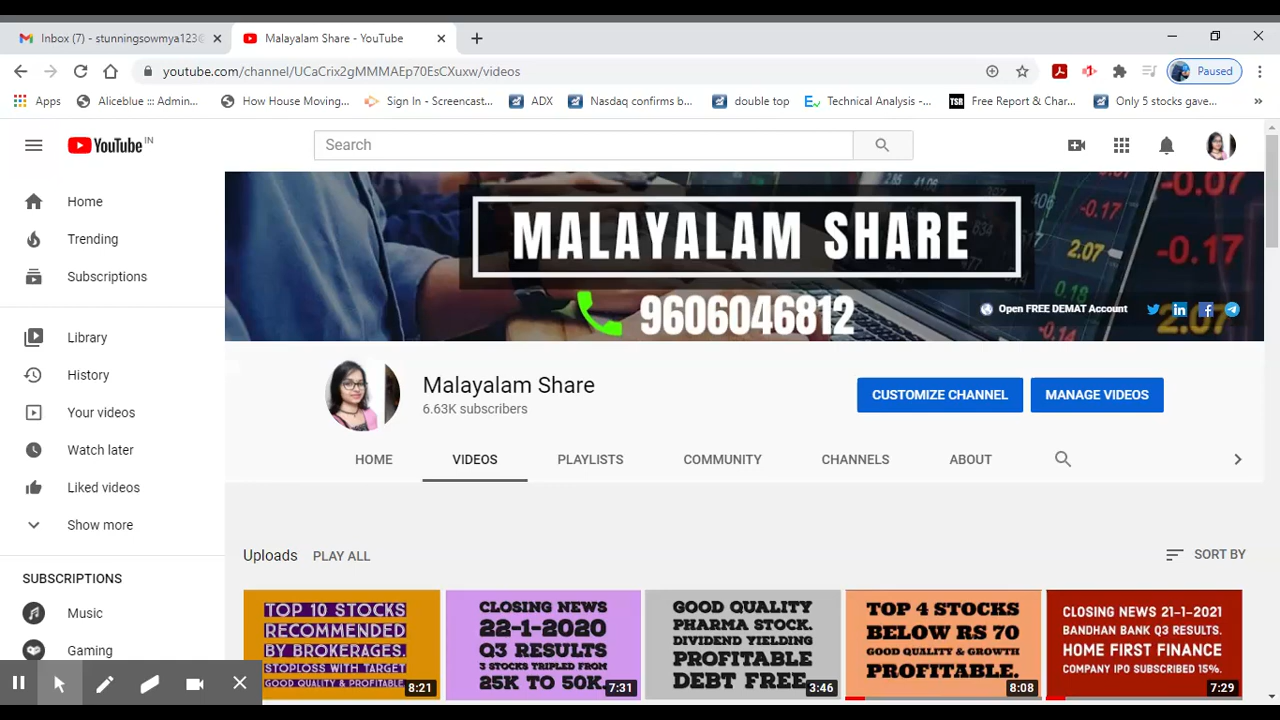 Inbox (7) - stunningsowmya123@
Malayalam Share - YouTube
youtube.com/channel/UCaCrix2gMMMAEp70EcCYuxw/videos
Paused
Apps
Aliceblue ::: Admin...
How House Moving...
Sign In - Screencast...
ADX
Nasdaq confirms b...
double top
Technical Analysis -...
TSR
Free Report & Char...
Only 5 stocks gave...
YouTube IN
Search
Home
Trending
Subscriptions
Library
History
Your videos
Watch later
Liked videos
Show more
SUBSCRIPTIONS
Music
Gaming
MALAYALAM SHARE
9606046812
Open FREE DEMAT Account
Malayalam Share
6.63K subscribers
CUSTOMIZE CHANNEL
MANAGE VIDEOS
HOME
VIDEOS
PLAYLISTS
COMMUNITY
CHANNELS
ABOUT
Uploads
PLAY ALL
SORT BY
TOP 10 STOCKS
RECOMMENDED
BY BROKERAGES.
STOPLOSS WITH TARGET
GOOD QUALITY & PROFITABLE
8:21
CLOSING NEWS
22-1-2020
Q3 RESULTS
3 STOCKS TRIPLED FROM
25K TO 50K.
7:31
GOOD QUALITY
PHARMA STOCK.
DIVIDEND YIELDING
PROFITABLE
DEBT FREE.
3:46
TOP 4 STOCKS
BELOW RS 70
GOOD QUALITY & GROWTH
PROFITABLE.
8:08
CLOSING NEWS 21-1-2021
BANDHAN BANK Q3 RESULTS.
HOME FIRST FINANCE
COMPANY IPO SUBSCRIBED 15%.
7:29